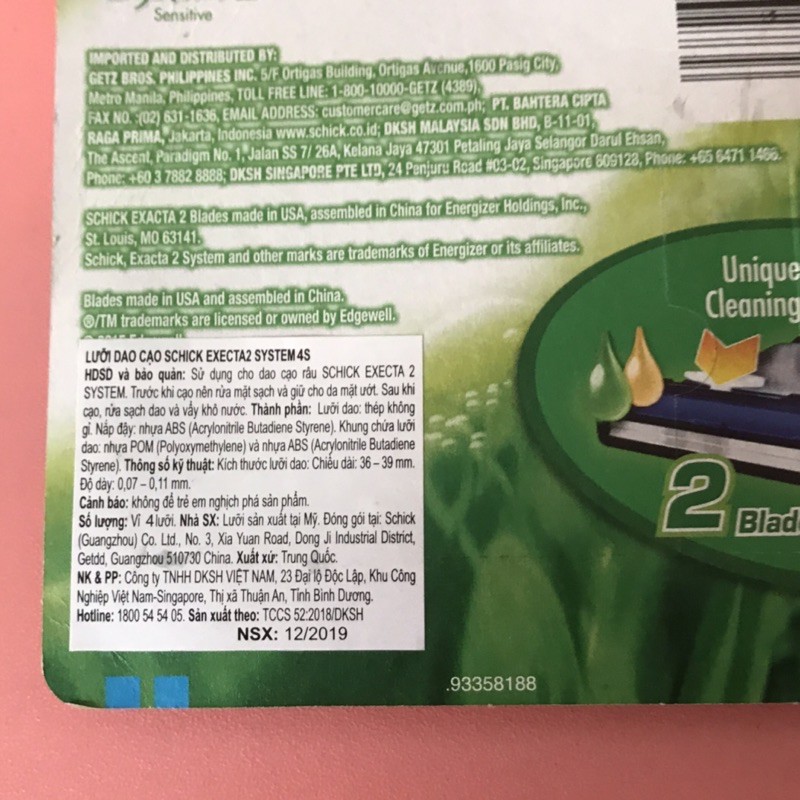 Sensitive
IMPORTED AND DISTRIBUTED BY:
GETZ BROS. PHILIPPINES INC. 5/F Ortigas Building, Ortigas Avenue,1600 Pasig City,
Metro Manila, Philippines, TOLL FREE LINE: 1-800-10000-GETZ (4389),
FAX NO. :(02) 631-1636, EMAIL ADDRESS: customercare@getz.com.ph; PT. BAHTERA CIPTA
RAGA PRIMA, Jakarta, Indonesia www.schick.co.id; DKSH MALAYSIA SDN BHD, B-11-01,
The Ascent, Paradigm No. 1, Jalan SS 7/ 26A, Kelana Jaya 47301 Petaling Jaya Selangor Darul Ehsan,
Phone: +60 3 7882 8888; DKSH SINGAPORE PTE LTD, 24 Penjuru Road #03-02, Singapore 609128, Phone: +65 6471 1466.
SCHICK EXACTA 2 Blades made in USA, assembled in China for Energizer Holdings, Inc.,
St. Louis, MO 63141.
Schick, Exacta 2 System and other marks are trademarks of Energizer or its affiliates.
Blades made in USA and assembled in China.
®/TM trademarks are licensed or owned by Edgewell.
Unique
Cleaning
LƯỠI DAO CẠO SCHICK EXECTA2 SYSTEM 4S
HDSD và bảo quản: Sử dụng cho dao cạo râu SCHICK EXECTA 2
SYSTEM. Trước khi cạo nên rửa mặt sạch và giữ cho da mặt ướt. Sau khi
cạo, rửa sạch dao và vẩy khô nước. Thành phần: Lưỡi dao: thép không
gỉ. Nắp đậy: nhựa ABS (Acrylonitrile Butadiene Styrene). Khung chứa lưỡi
dao: nhựa POM (Polyoxymethylene) và nhựa ABS (Acrylonitrile Butadiene
Styrene). Thông số kỹ thuật: Kích thước lưỡi dao: Chiều dài: 36 – 39 mm.
Độ dày: 0,07 – 0,11 mm.
Cảnh báo: không để trẻ em nghịch phá sản phẩm.
Số lượng: Vỉ 4 lưỡi. Nhà SX: Lưỡi sản xuất tại Mỹ. Đóng gói tại: Schick
(Guangzhou) Co. Ltd., No. 3, Xia Yuan Road, Dong Ji Industrial District,
Getdd, Guangzhou 510730 China. Xuất xứ: Trung Quốc.
NK & PP: Công ty TNHH DKSH VIỆT NAM, 23 Đại lộ Độc Lập, Khu Công
Nghiệp Việt Nam-Singapore, Thị xã Thuận An, Tỉnh Bình Dương.
Hotline: 1800 54 54 05. Sản xuất theo: TCCS 52:2018/DKSH
NSX: 12/2019
2 Blad
.93358188